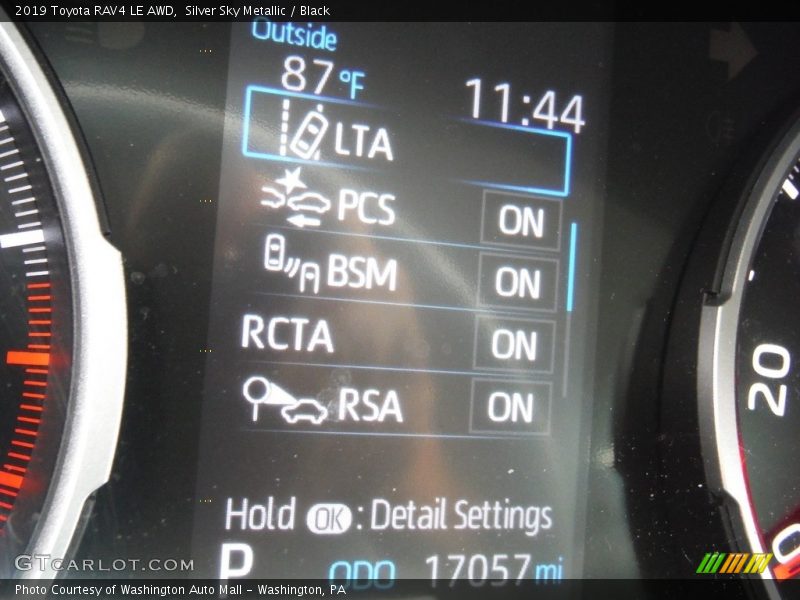 2019 Toyota RAV4 LE AWD,  Silver Sky Metallic / Black
Outside
87°F
11:44
LTA
PCS ON
BSM ON
RCTA ON
RSA ON
Hold OK : Detail Settings
P ODO 17057 mi
20
0
GTCARLOT.COM
Photo Courtesy of Washington Auto Mall – Washington, PA